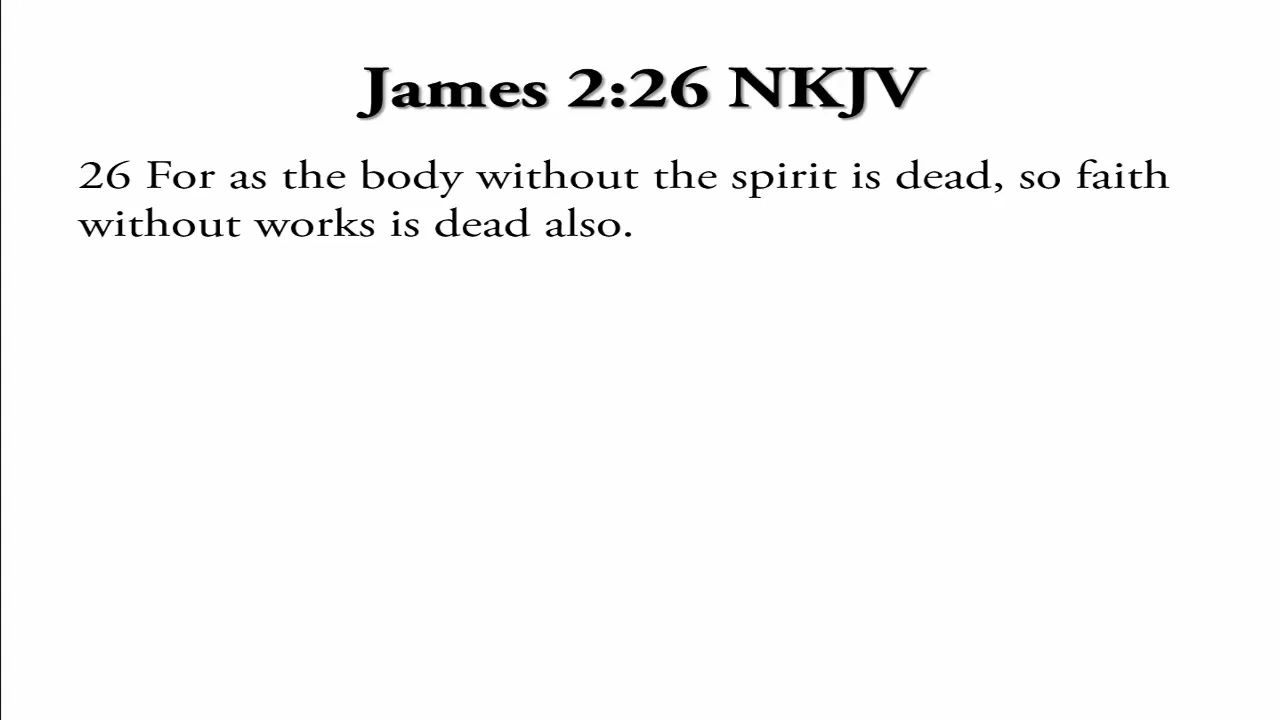 James 2:26 NKJV
26 For as the body without the spirit is dead, so faith
without works is dead also.